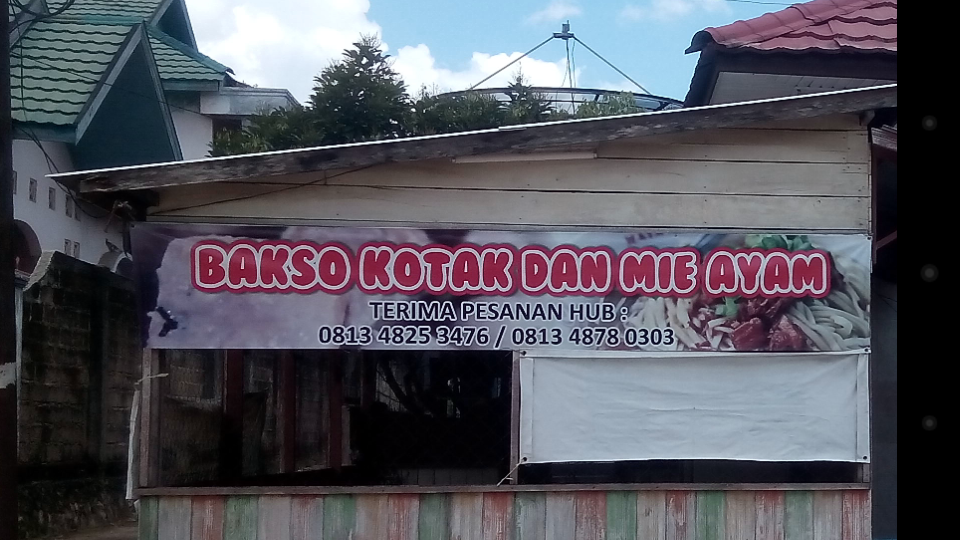 BAKSO KOTAK DAN MIE AYAM
TERIMA PESANAN HUB :
0813 4825 3476 / 0813 4878 0303